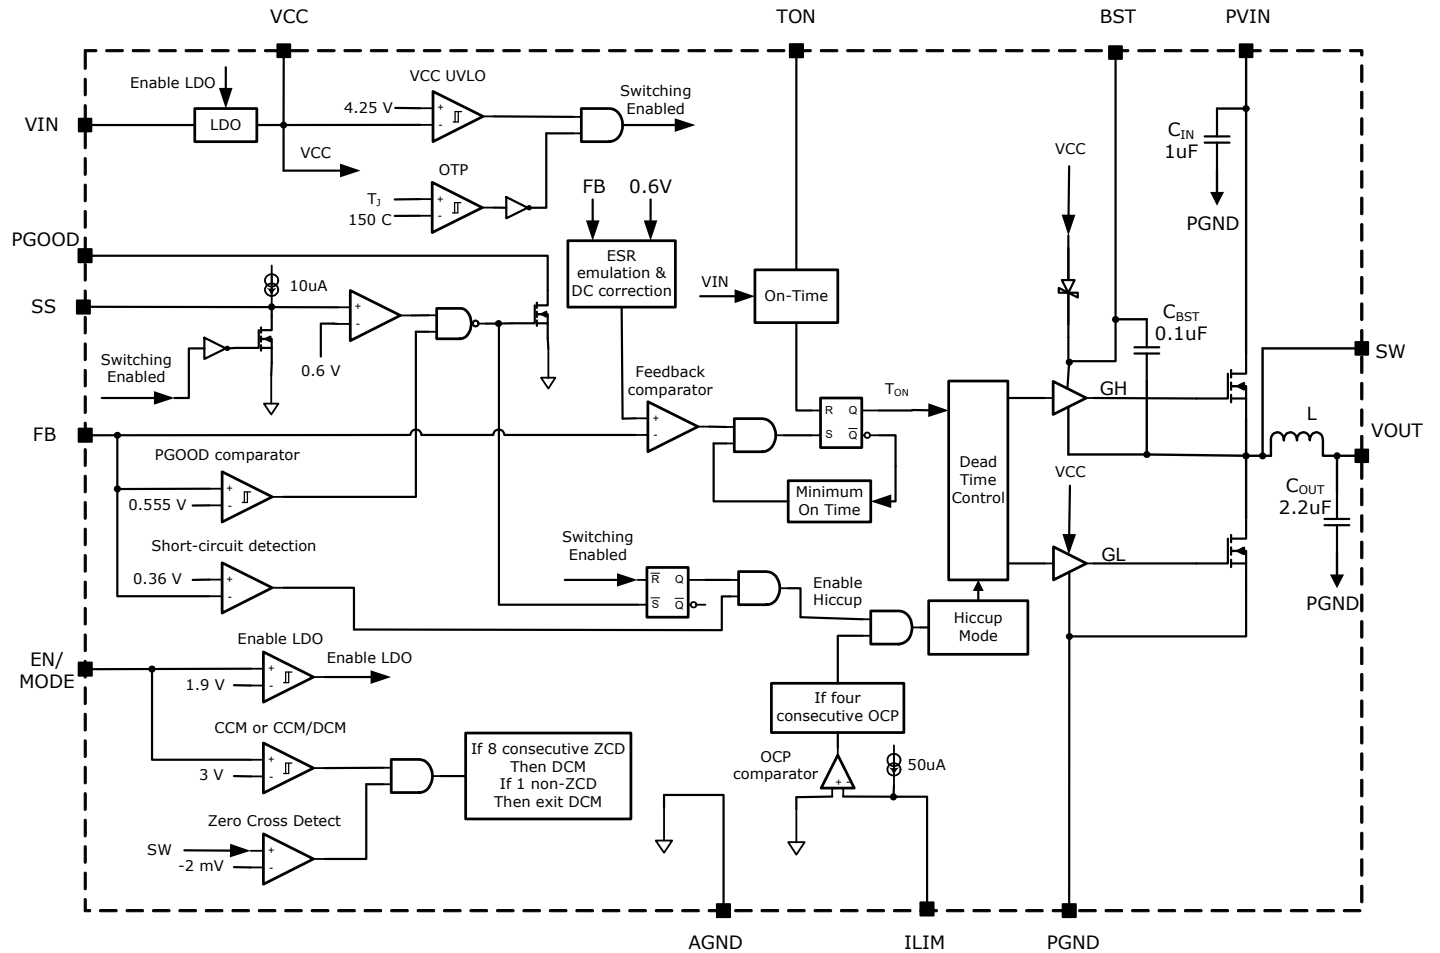 VCC
TON
BST
PVIN
Enable LDO
VCC UVLO
4.25 V
+
-
Switching
Enabled
VIN
LDO
VCC
OTP
TJ
150 C
+
-
CIN
1uF
PGND
VCC
FB
0.6V
PGOOD
ESR
emulation &
DC correction
VIN
On-Time
10uA
SS
+
-
0.6 V
Switching
Enabled
CBST
0.1uF
SW
Feedback
comparator
+
-
R
Q
S
Q
TON
GH
L
VOUT
FB
PGOOD comparator
+
-
0.555 V
Minimum
On Time
Dead
Time
Control
VCC
COUT
2.2uF
PGND
Short-circuit detection
0.36 V
+
-
Switching
Enabled
R
Q
S
Q
Enable
Hiccup
GL
Hiccup
Mode
EN/
MODE
Enable LDO
+
-
1.9 V
Enable LDO
If four
consecutive OCP
CCM or CCM/DCM
+
-
3 V
If 8 consecutive ZCD
Then DCM
If 1 non-ZCD
Then exit DCM
OCP
comparator
+
-
50uA
Zero Cross Detect
SW
-2 mV
+
-
AGND
ILIM
PGND